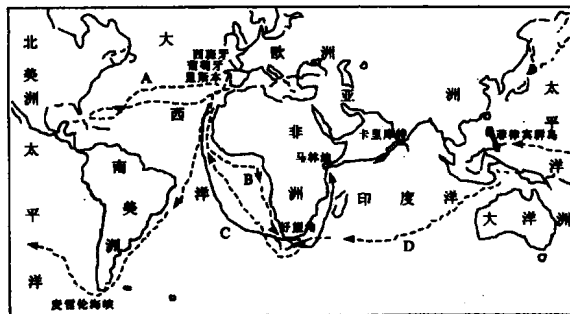 北美洲
大西洋
A
西班牙
葡萄牙
里斯本
欧洲
亚洲
太平洋
菲律宾群岛
卡里库特
马林迪
非洲
B
印度洋
大洋洲
太平洋
南美洲
C
好望角
D
麦哲伦海峡